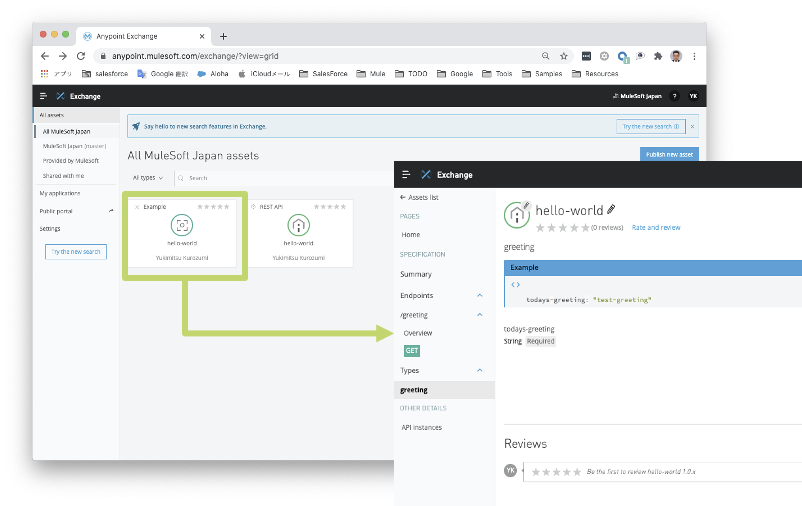 Anypoint Exchange
anypoint.mulesoft.com/exchange/?view=grid
アプリ salesforce Google 翻訳 Aloha iCloudメール SalesForce Mule TODO Google Tools Samples Resources
Exchange
MuleSoft Japan ? YK
All assets
All MuleSoft Japan
MuleSoft Japan (master)
Provided by MuleSoft
Shared with me
My applications
Public portal
Settings
Try the new search
Say hello to new search features in Exchange.
Try the new search
All MuleSoft Japan assets
Publish new asset
All types
Search
Example
hello-world
Yukimitsu Kurozumi
REST API
hello-world
Yukimitsu Kurozumi
Exchange
Assets list
PAGES
Home
SPECIFICATION
Summary
Endpoints
/greeting
Overview
GET
Types
greeting
OTHER DETAILS
API instances
hello-world
(0 reviews) Rate and review
greeting
Example
todays-greeting: "test-greeting"
todays-greeting
String Required
Reviews
YK
Be the first to review hello-world 1.0.x